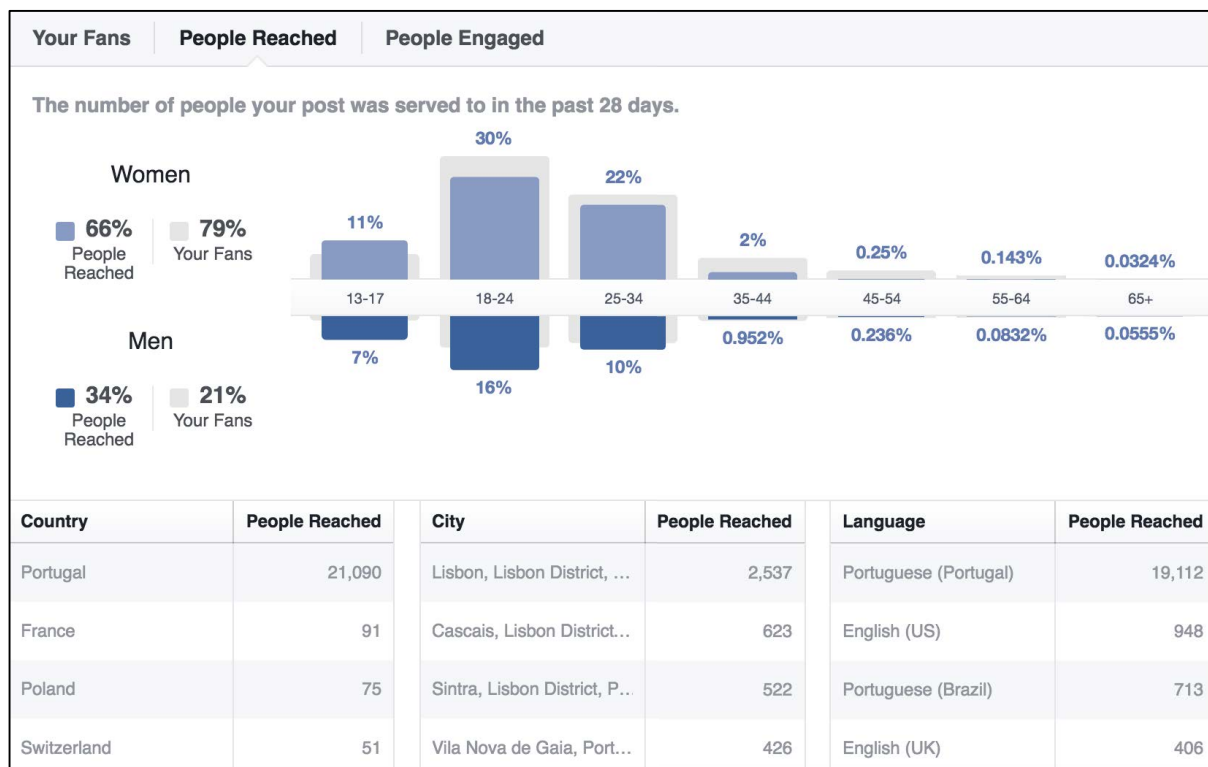 Your Fans People Reached People Engaged
The number of people your post was served to in the past 28 days.
Women
66% People Reached
79% Your Fans
11% 30% 22% 2% 0.25% 0.143% 0.0324%
13-17 18-24 25-34 35-44 45-54 55-64 65+
7% 16% 10% 0.952% 0.236% 0.0832% 0.0555%
Men
34% People Reached
21% Your Fans
Country People Reached
Portugal 21,090
France 91
Poland 75
Switzerland 51
City People Reached
Lisbon, Lisbon District, ... 2,537
Cascais, Lisbon District... 623
Sintra, Lisbon District, P... 522
Vila Nova de Gaia, Port... 426
Language People Reached
Portuguese (Portugal) 19,112
English (US) 948
Portuguese (Brazil) 713
English (UK) 406